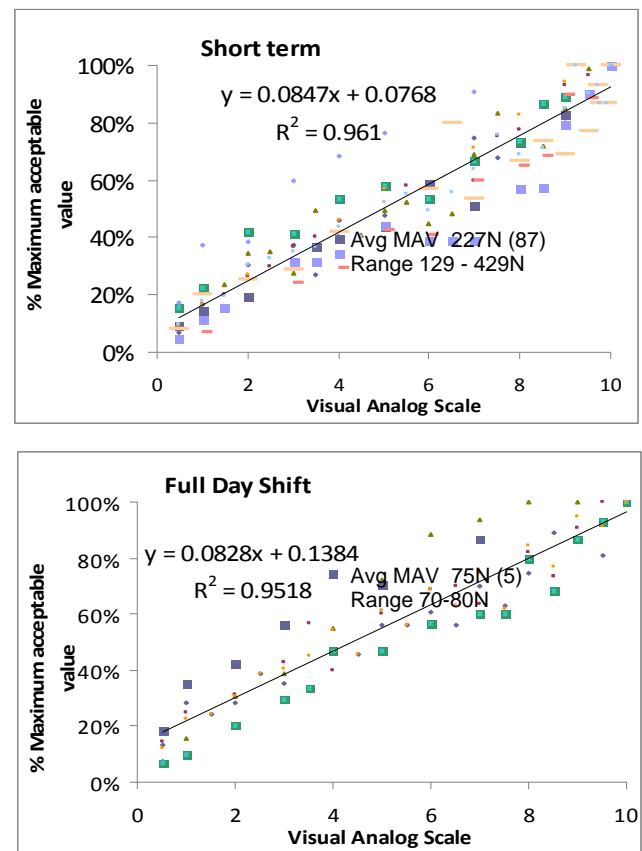 Short term
y = 0.0847x + 0.0768
R² = 0.961
Avg MAV 227N (87)
Range 129 - 429N
100%
80%
60%
40%
20%
0%
% Maximum acceptable
value
0 2 4 6 8 10
Visual Analog Scale
Full Day Shift
y = 0.0828x + 0.1384
R² = 0.9518
Avg MAV 75N (5)
Range 70-80N
100%
80%
60%
40%
20%
0%
% Maximum acceptable
value
0 2 4 6 8 10
Visual Analog Scale